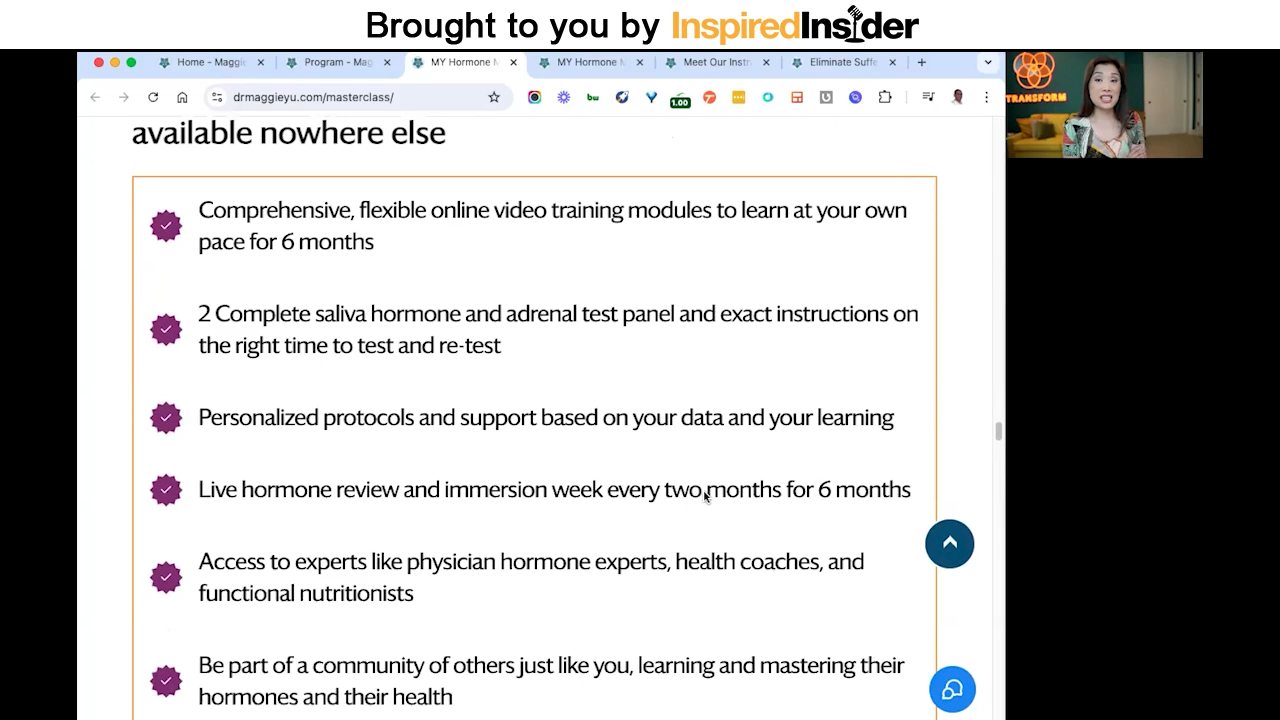 Brought to you by InspiredInsider
Home - Maggie
Program - Mag
MY Hormone M
MY Hormone M
Meet Our Instr
Eliminate Suffe
drmaggieyu.com/masterclass/
1.00
TRANSFORM
available nowhere else
Comprehensive, flexible online video training modules to learn at your own
pace for 6 months
2 Complete saliva hormone and adrenal test panel and exact instructions on
the right time to test and re-test
Personalized protocols and support based on your data and your learning
Live hormone review and immersion week every two months for 6 months
Access to experts like physician hormone experts, health coaches, and
functional nutritionists
Be part of a community of others just like you, learning and mastering their
hormones and their health